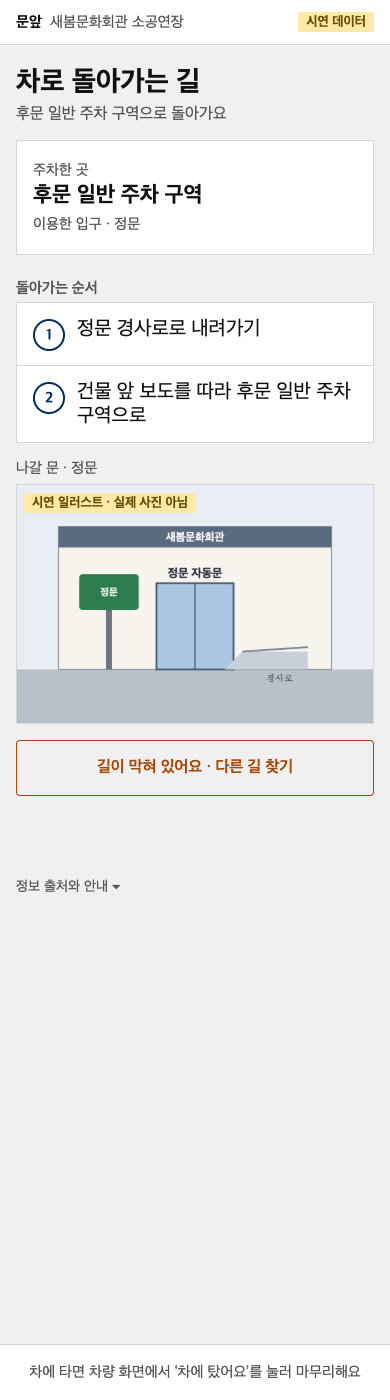 문앞 새봄문화회관 소공연장
시연 데이터
차로 돌아가는 길
후문 일반 주차 구역으로 돌아가요
주차한 곳
후문 일반 주차 구역
이용한 입구 · 정문
돌아가는 순서
1 정문 경사로로 내려가기
2 건물 앞 보도를 따라 후문 일반 주차
구역으로
나갈 문 · 정문
시연 일러스트 · 실제 사진 아님
새봄문화회관
정문 자동문
정문
경사로
길이 막혀 있어요 · 다른 길 찾기
정보 출처와 안내
차에 타면 차량 화면에서 ‘차에 탔어요’를 눌러 마무리해요